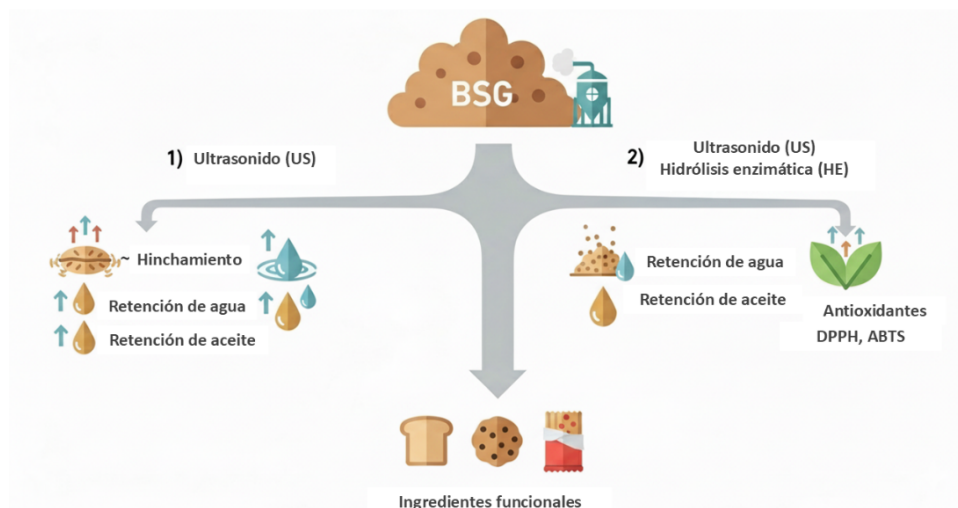 BSG
1) Ultrasonido (US)
2) Ultrasonido (US)
Hidrólisis enzimática (HE)
~ Hinchamiento
Retención de agua
Retención de aceite
Retención de agua
Retención de aceite
Antioxidantes
DPPH, ABTS
Ingredientes funcionales